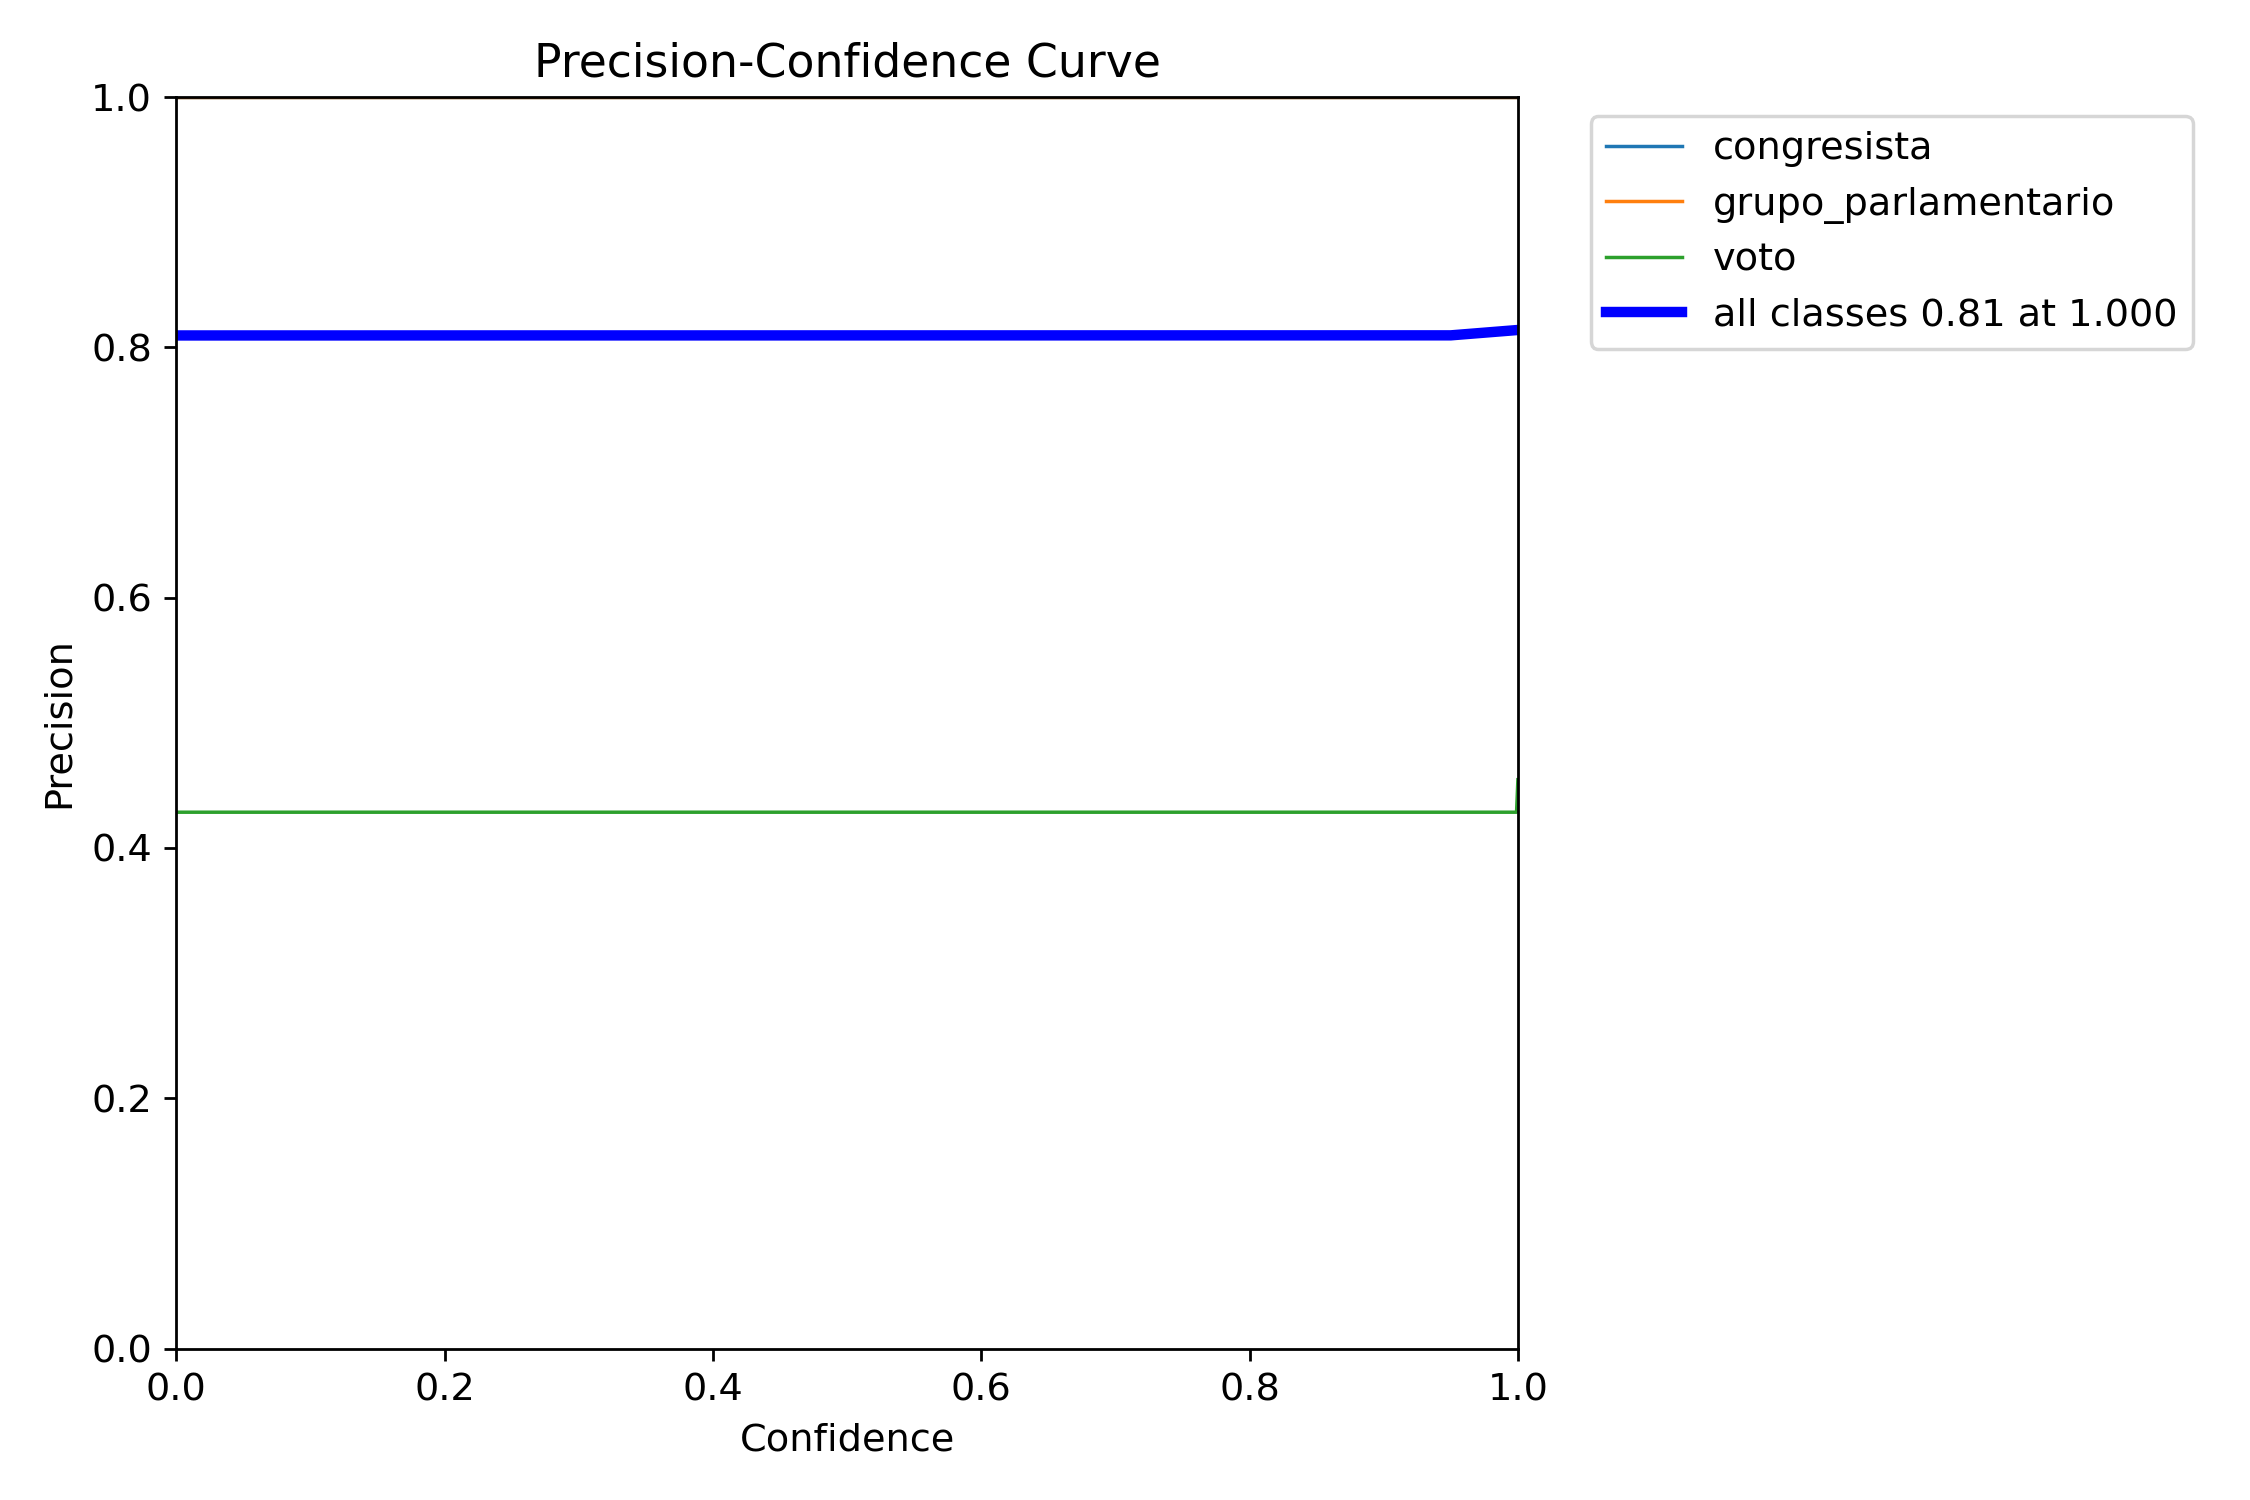 Precision-Confidence Curve
1.0
0.8
0.6
0.4
0.2
0.0
Precision
0.0 0.2 0.4 0.6 0.8 1.0
Confidence
congresista
grupo_parlamentario
voto
all classes 0.81 at 1.000